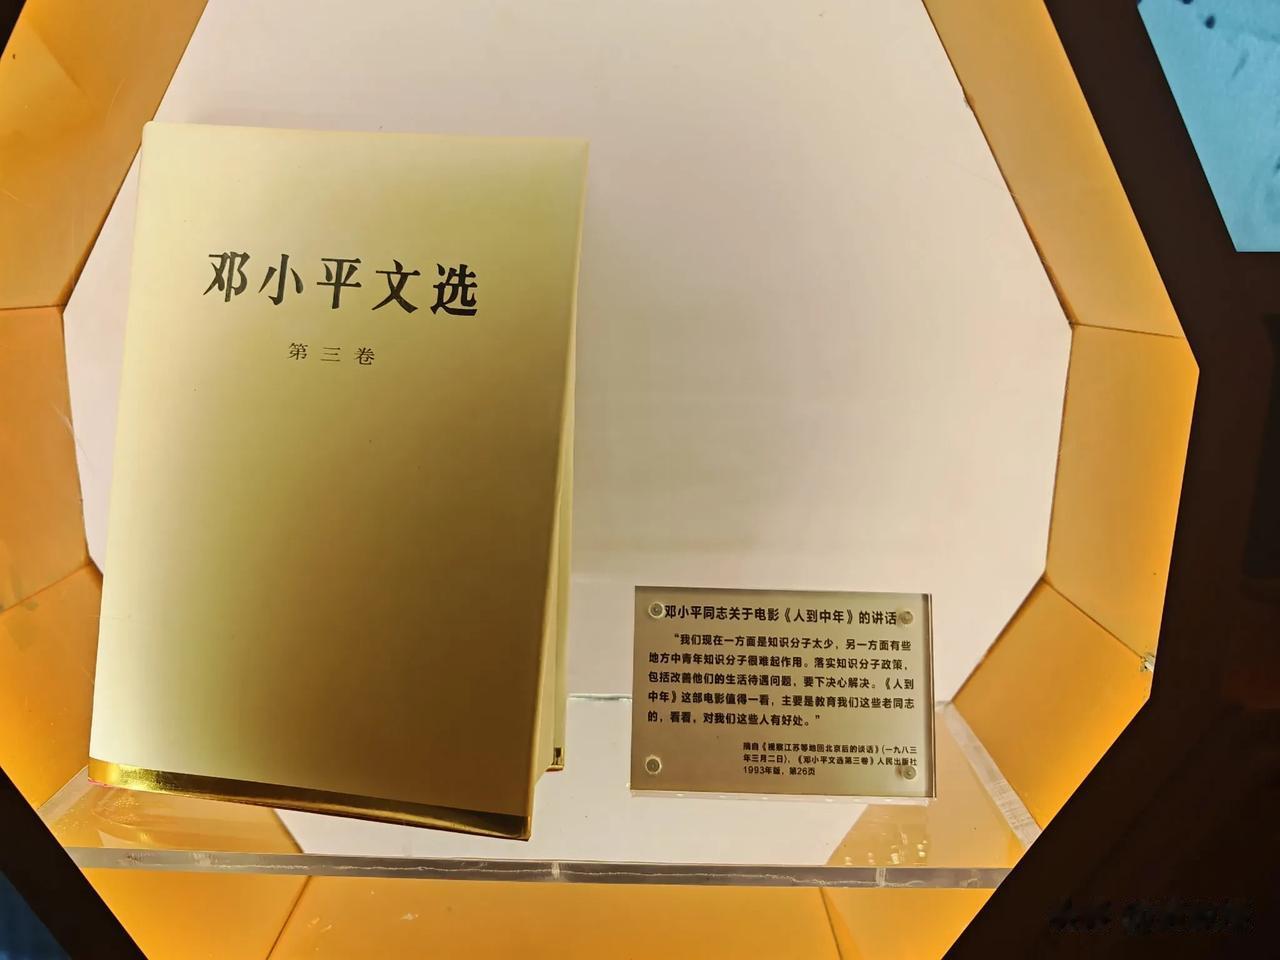 邓小平文选
第三卷
邓小平同志关于电影《人到中年》的讲话
“我们现在一方面是知识分子太少，另一方面有些
地方中青年知识分子很难起作用。落实知识分子政策，
包括改善他们的生活待遇问题，要下决心解决。《人到
中年》这部电影值得一看，主要是教育我们这些老同志
的，看看，对我们这些人有好处。”
摘自《视察江苏等地回北京后的谈话》（一九八三
年三月二日），《邓小平文选第三卷》人民出版社
1993年版，第26页